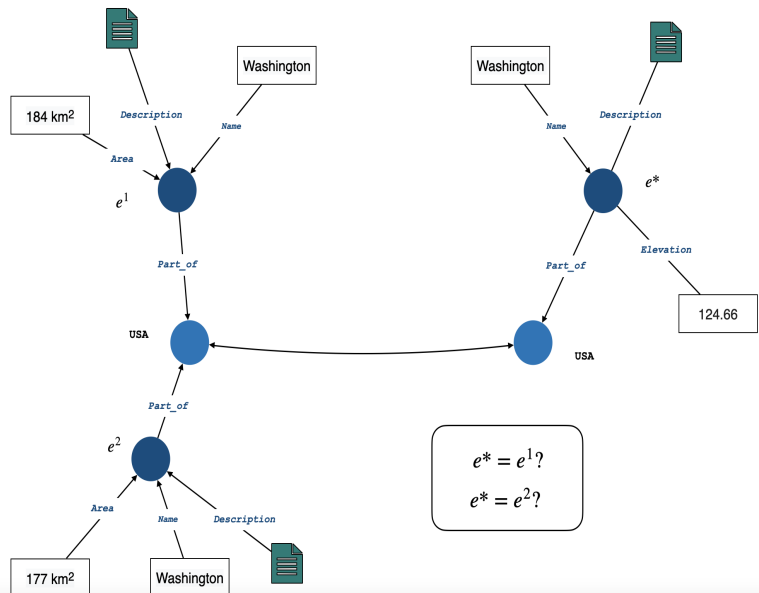 Washington
Washington
184 km²
Description
Name
Name
Description
Area
e¹
e*
Part_of
Part_of
Elevation
124.66
USA
USA
Part_of
e²
e* = e¹?
e* = e²?
Area
Name
Description
177 km²
Washington